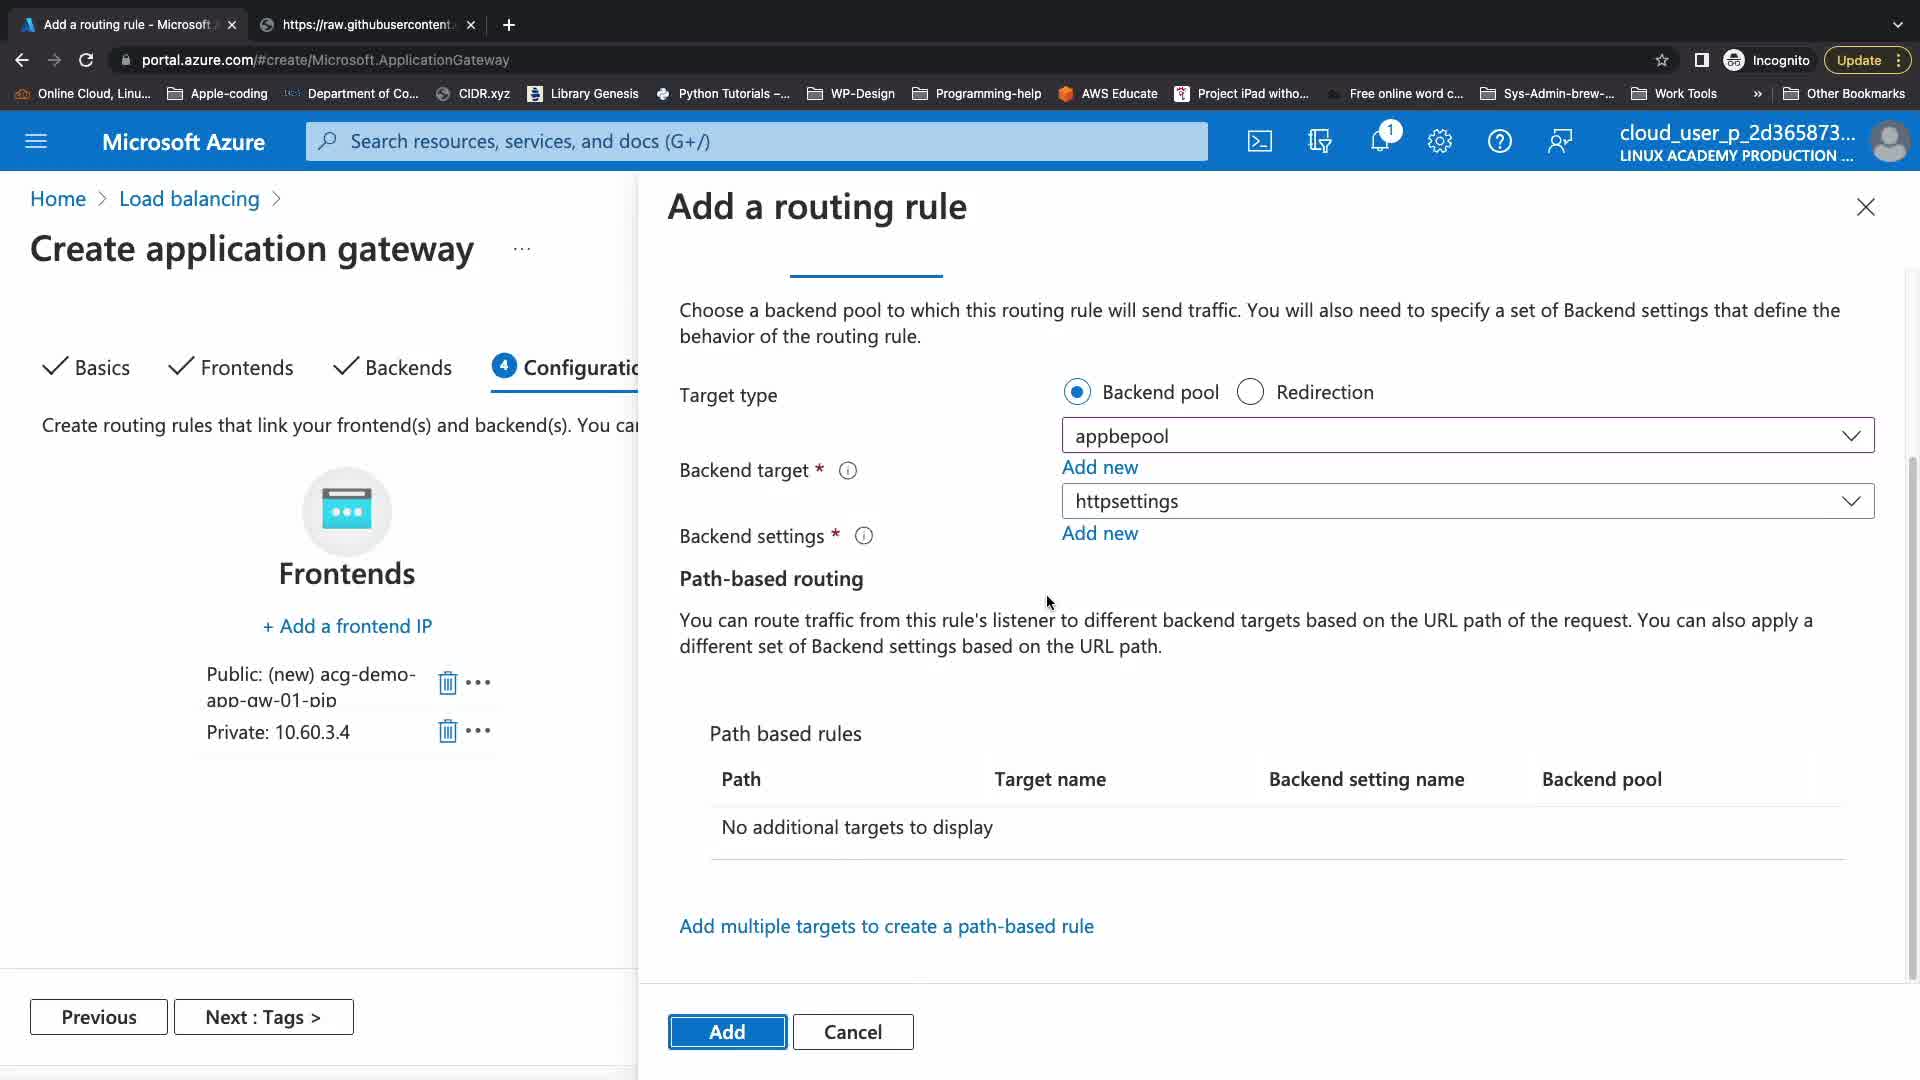 Add a routing rule - Microsoft
https://raw.githubusercontent.
portal.azure.com/#create/Microsoft.ApplicationGateway
Incognito
Update
Online Cloud, Linu...
Apple-coding
Department of Co...
CIDR.xyz
Library Genesis
Python Tutorials –...
WP-Design
Programming-help
AWS Educate
Project iPad witho...
Free online word c...
Sys-Admin-brew-...
Work Tools
»
Other Bookmarks
Microsoft Azure
Search resources, services, and docs (G+/)
1
cloud_user_p_2d365873...
LINUX ACADEMY PRODUCTION ...
Home > Load balancing >
Create application gateway ...
Basics
Frontends
Backends
4 Configuratio
Create routing rules that link your frontend(s) and backend(s). You car
Frontends
+ Add a frontend IP
Public: (new) acg-demo-
app-gw-01-pip
Private: 10.60.3.4
Previous
Next : Tags >
Add a routing rule
Choose a backend pool to which this routing rule will send traffic. You will also need to specify a set of Backend settings that define the
behavior of the routing rule.
Target type
Backend pool
Redirection
appbepool
Backend target *
Add new
httpsettings
Backend settings *
Add new
Path-based routing
You can route traffic from this rule's listener to different backend targets based on the URL path of the request. You can also apply a
different set of Backend settings based on the URL path.
Path based rules
Path
Target name
Backend setting name
Backend pool
No additional targets to display
Add multiple targets to create a path-based rule
Add
Cancel